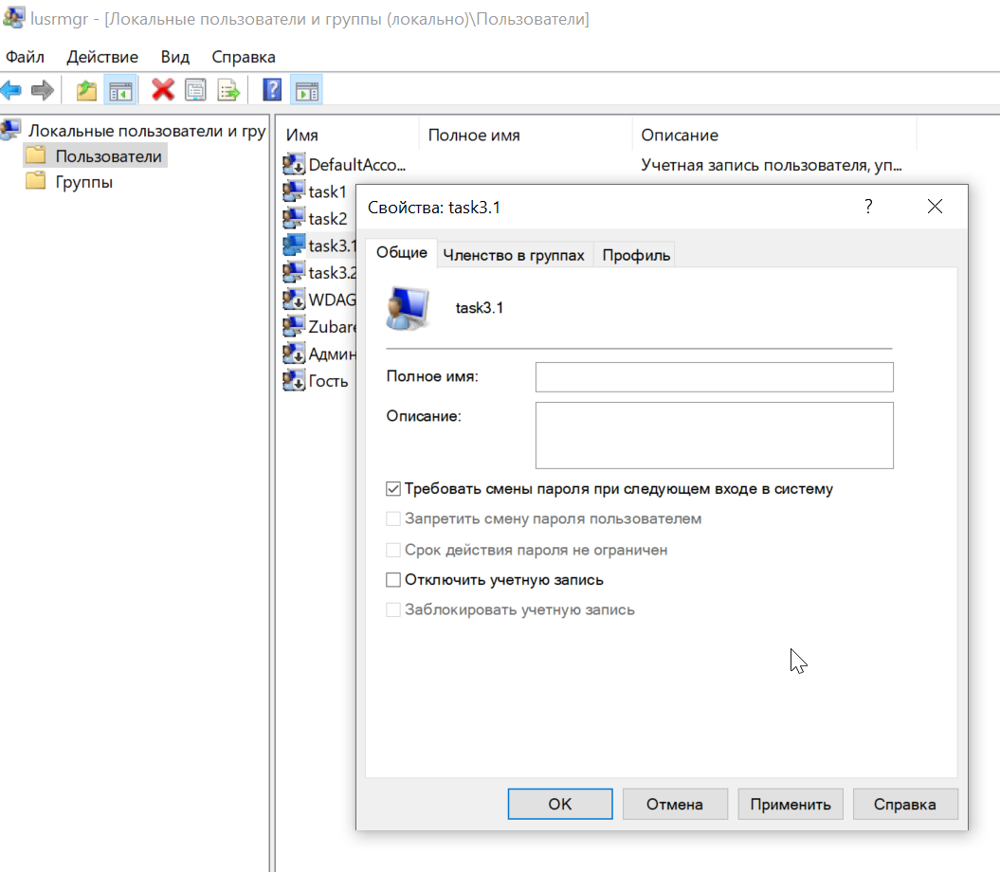 lusrmgr - [Локальные пользователи и группы (локально)\Пользователи]
Файл Действие Вид Справка
Локальные пользователи и гру
Пользователи
Группы
Имя Полное имя Описание
DefaultAcco... Учетная запись пользователя, уп...
task1
task2
task3.1
task3.2
WDAG
Zubare
Админ
Гость
Свойства: task3.1 ?
Общие Членство в группах Профиль
task3.1
Полное имя:
Описание:
Требовать смены пароля при следующем входе в систему
Запретить смену пароля пользователем
Срок действия пароля не ограничен
Отключить учетную запись
Заблокировать учетную запись
OK Отмена Применить Справка